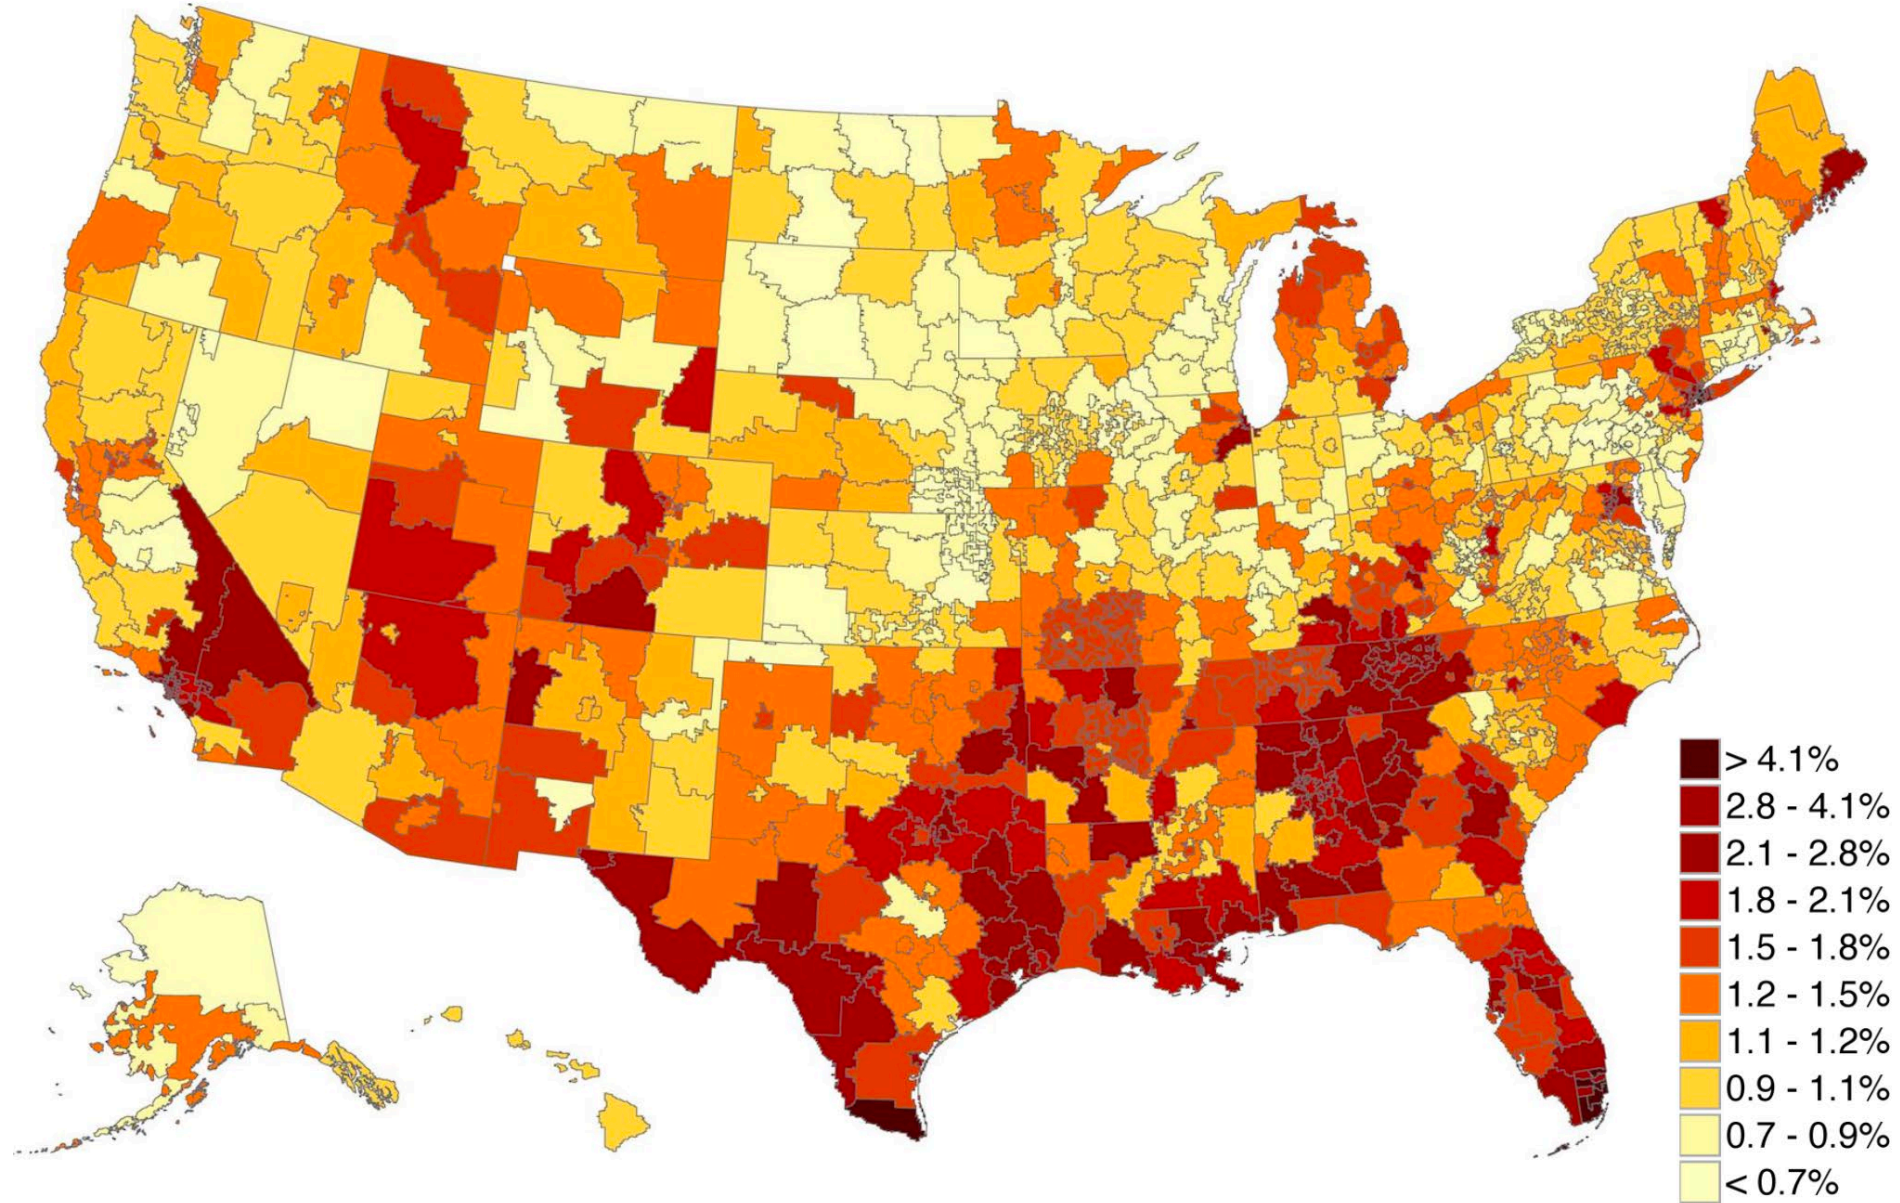 > 4.1%
2.8 - 4.1%
2.1 - 2.8%
1.8 - 2.1%
1.5 - 1.8%
1.2 - 1.5%
1.1 - 1.2%
0.9 - 1.1%
0.7 - 0.9%
< 0.7%